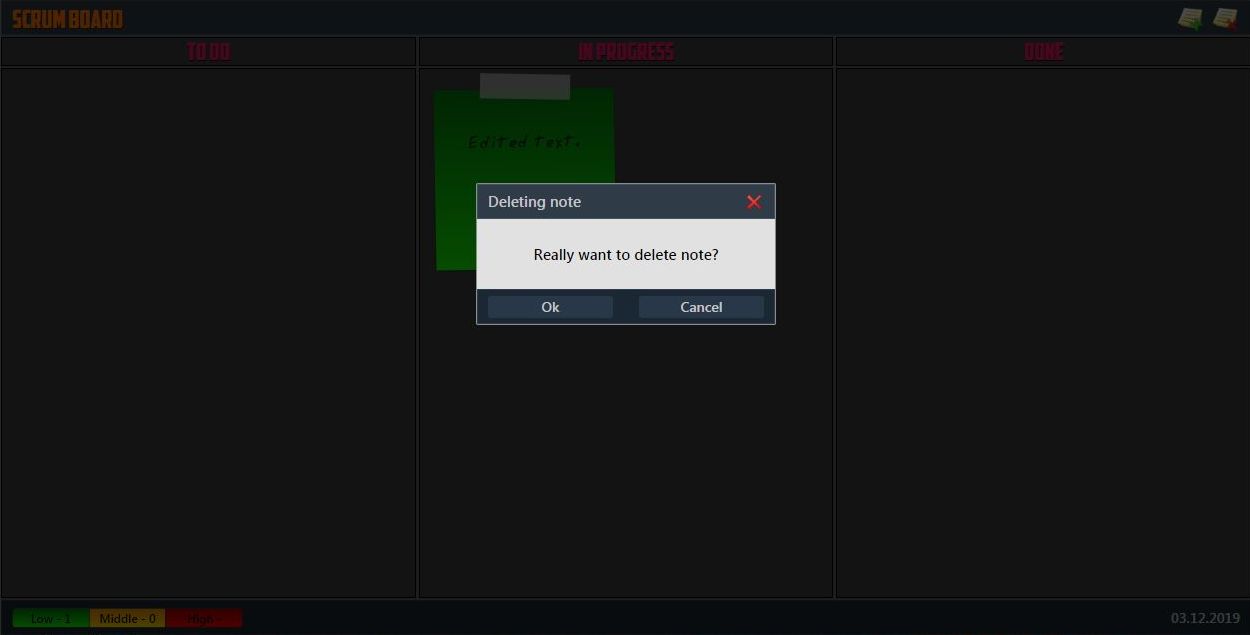 SCRUM BOARD
TO DO
IN PROGRESS
DONE
Edited text.
Deleting note
Really want to delete note?
Ok
Cancel
Low - 1
Middle - 0
High
03.12.2019